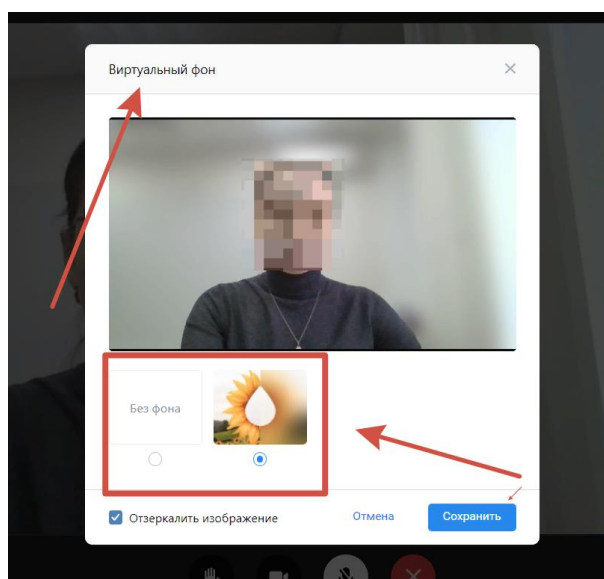 Виртуальный фон
Без фона
Отзеркалить изображение
Отмена
Сохранить